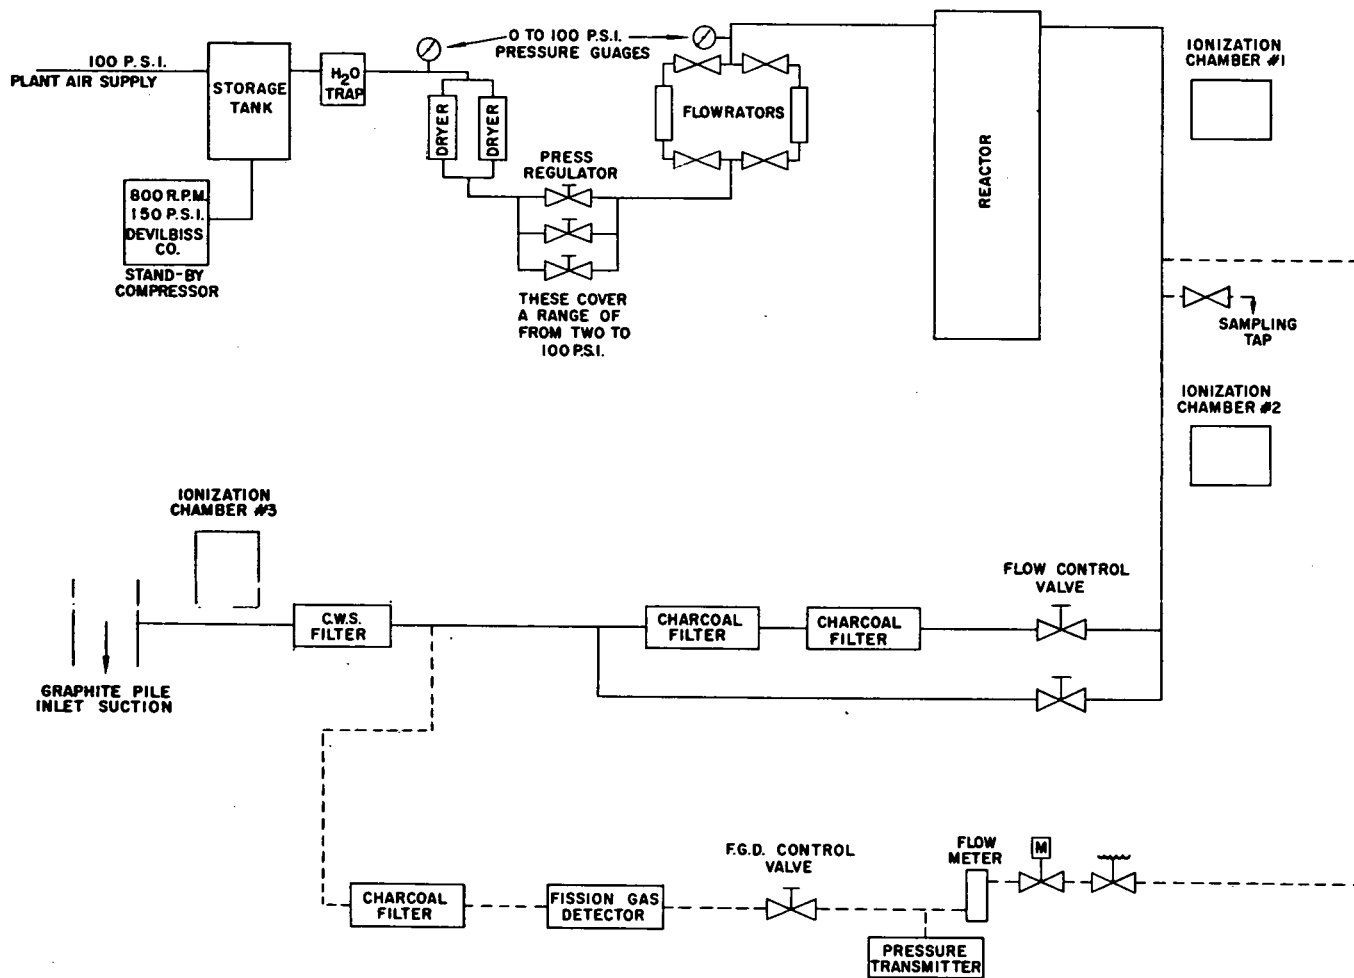 100 P.S.I.
PLANT AIR SUPPLY
STORAGE
TANK
H2O
TRAP
0 TO 100 P.S.I.
PRESSURE GUAGES
DRYER
DRYER
800 R.P.M.
150 P.S.I.
DEVILBISS
CO.
STAND-BY
COMPRESSOR
PRESS
REGULATOR
THESE COVER
A RANGE OF
FROM TWO TO
100 P.S.I.
FLOWRATORS
REACTOR
IONIZATION
CHAMBER #1
SAMPLING
TAP
IONIZATION
CHAMBER #2
IONIZATION
CHAMBER #3
GRAPHITE PILE
INLET SUCTION
C.W.S.
FILTER
CHARCOAL
FILTER
CHARCOAL
FILTER
FLOW CONTROL
VALVE
CHARCOAL
FILTER
FISSION GAS
DETECTOR
F.G.D. CONTROL
VALVE
PRESSURE
TRANSMITTER
FLOW
METER
M